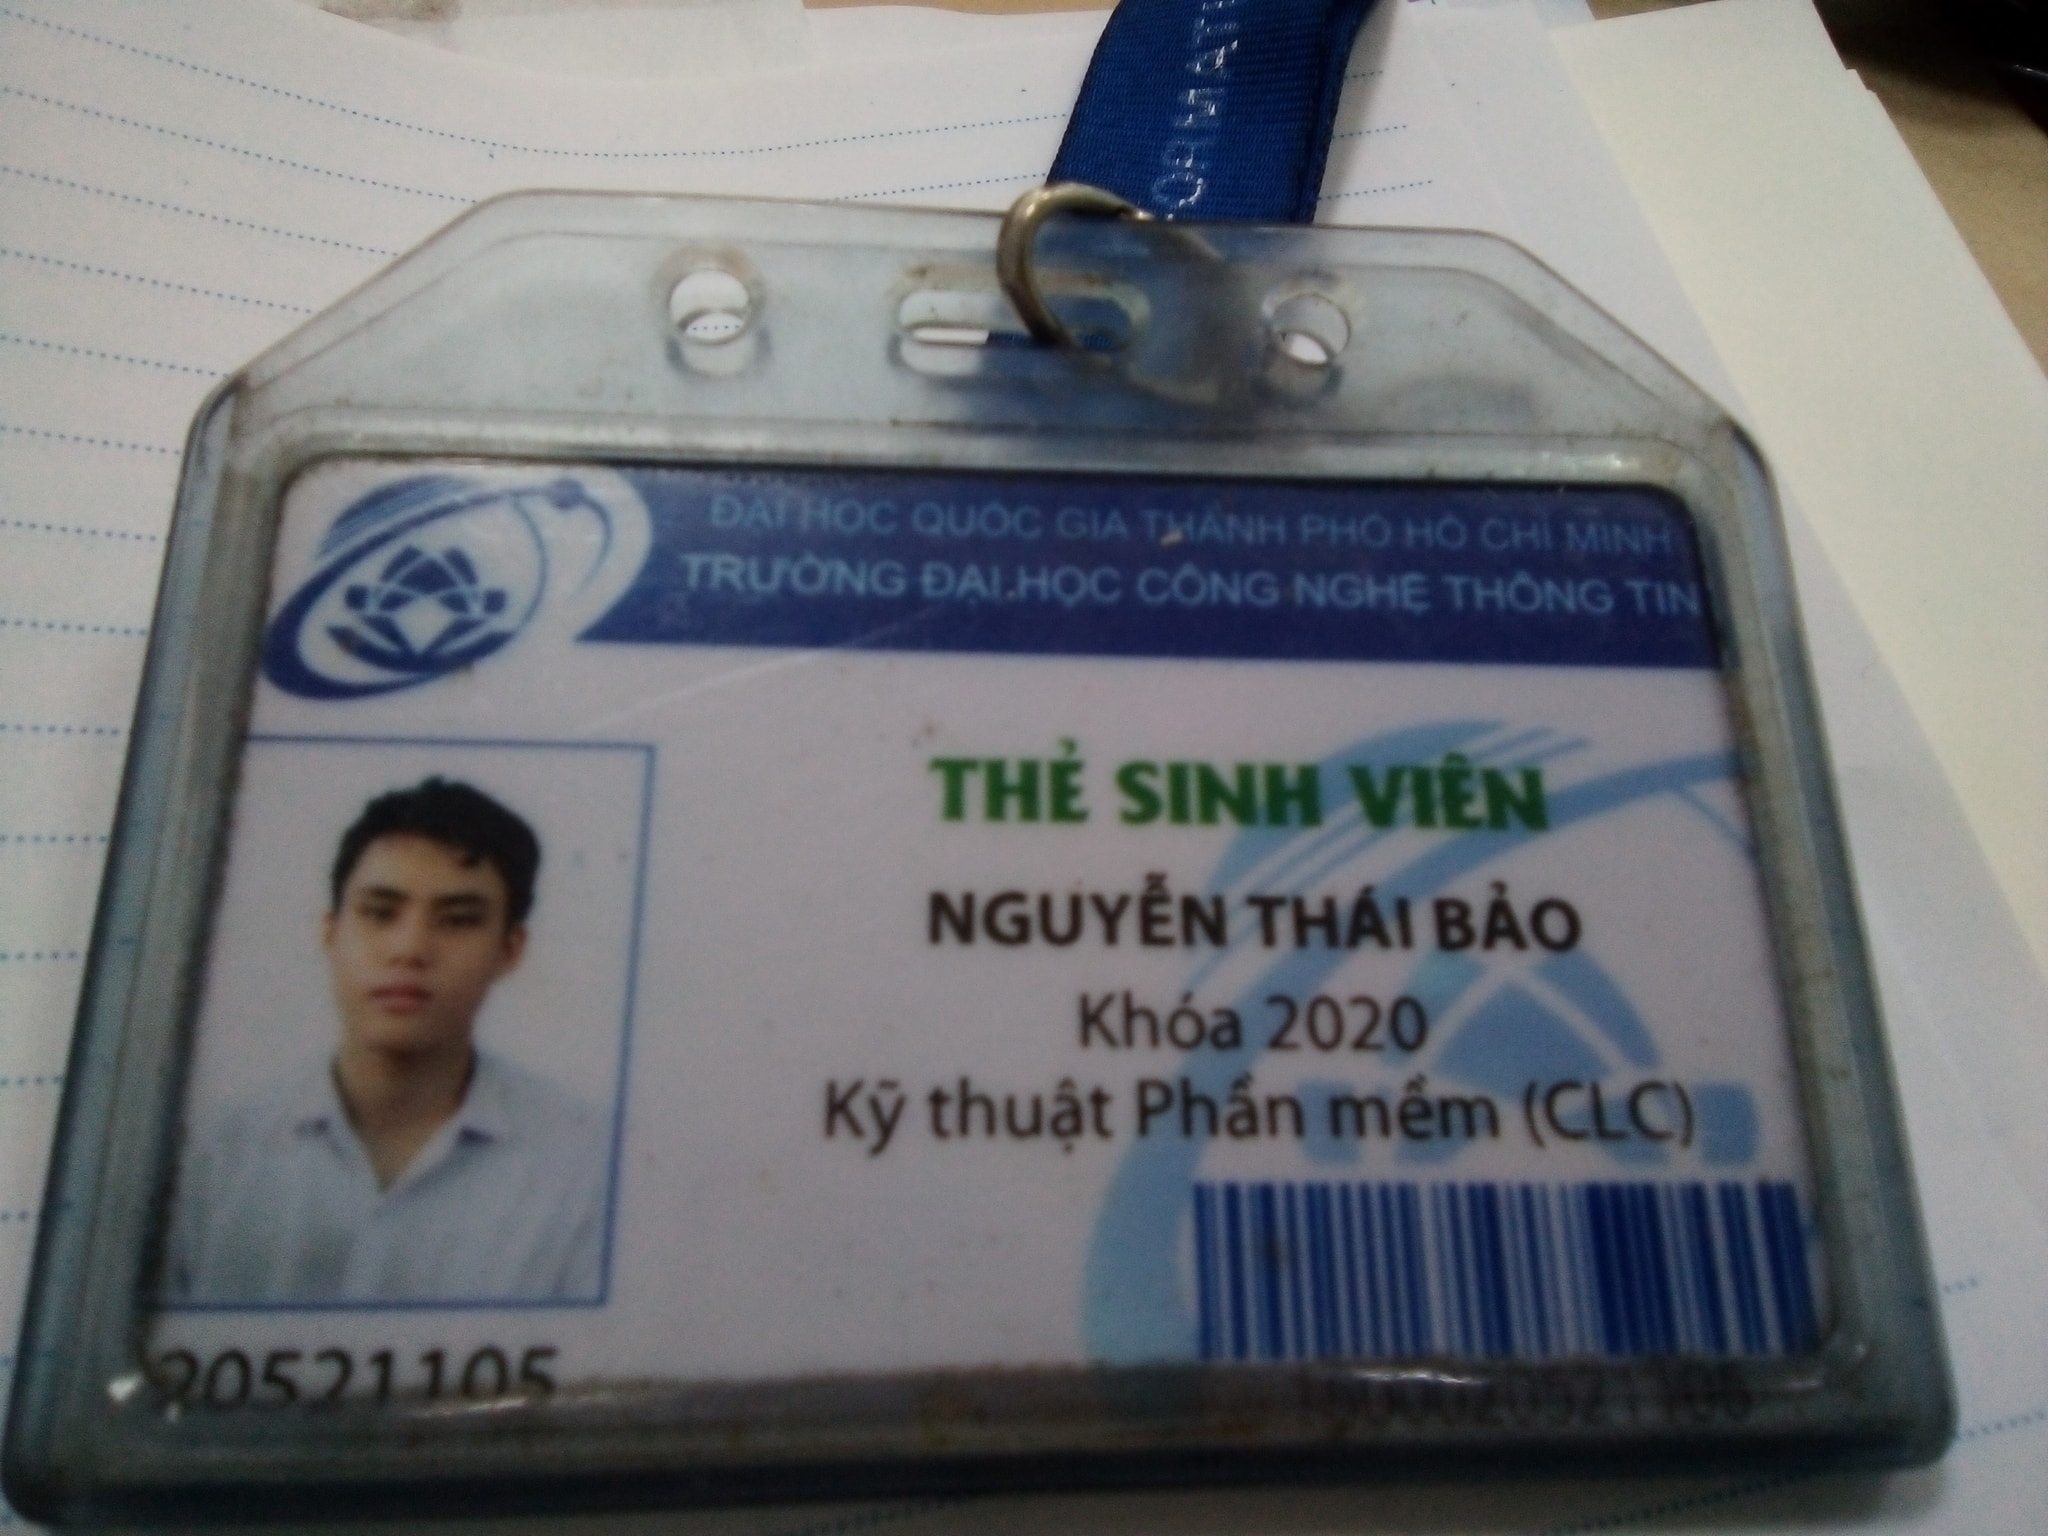 ĐẠI HỌC QUỐC GIA THÀNH PHỐ HỒ CHÍ MINH
TRƯỜNG ĐẠI HỌC CÔNG NGHỆ THÔNG TIN
THẺ SINH VIÊN
NGUYỄN THÁI BẢO
Khóa 2020
Kỹ thuật Phần mềm (CLC)
20521105